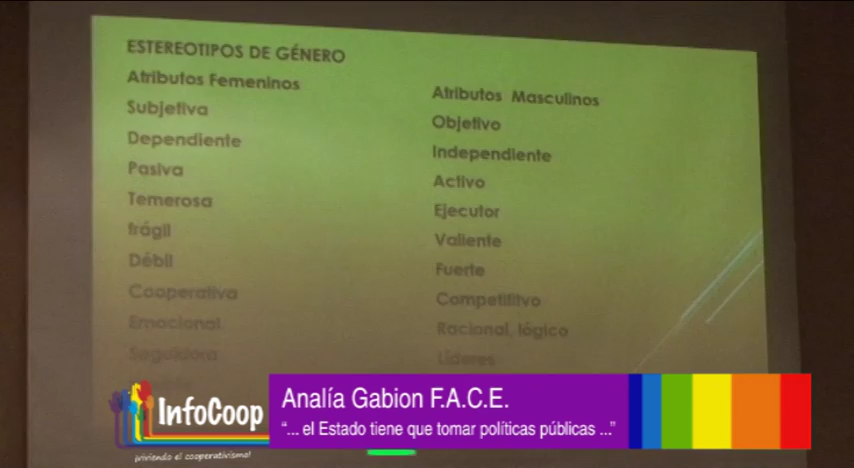 ESTEREOTIPOS DE GÉNERO
Atributos Femeninos
Subjetiva
Dependiente
Pasiva
Temerosa
frágil
Débil
Cooperativa
Emocional
Seguidora
Atributos Masculinos
Objetivo
Independiente
Activo
Ejecutor
Valiente
Fuerte
Competititvo
Racional, lógico
Líderes
InfoCoop
¡viviendo el cooperativismo!
Analía Gabion F.A.C.E.
“... el Estado tiene que tomar políticas públicas ...”